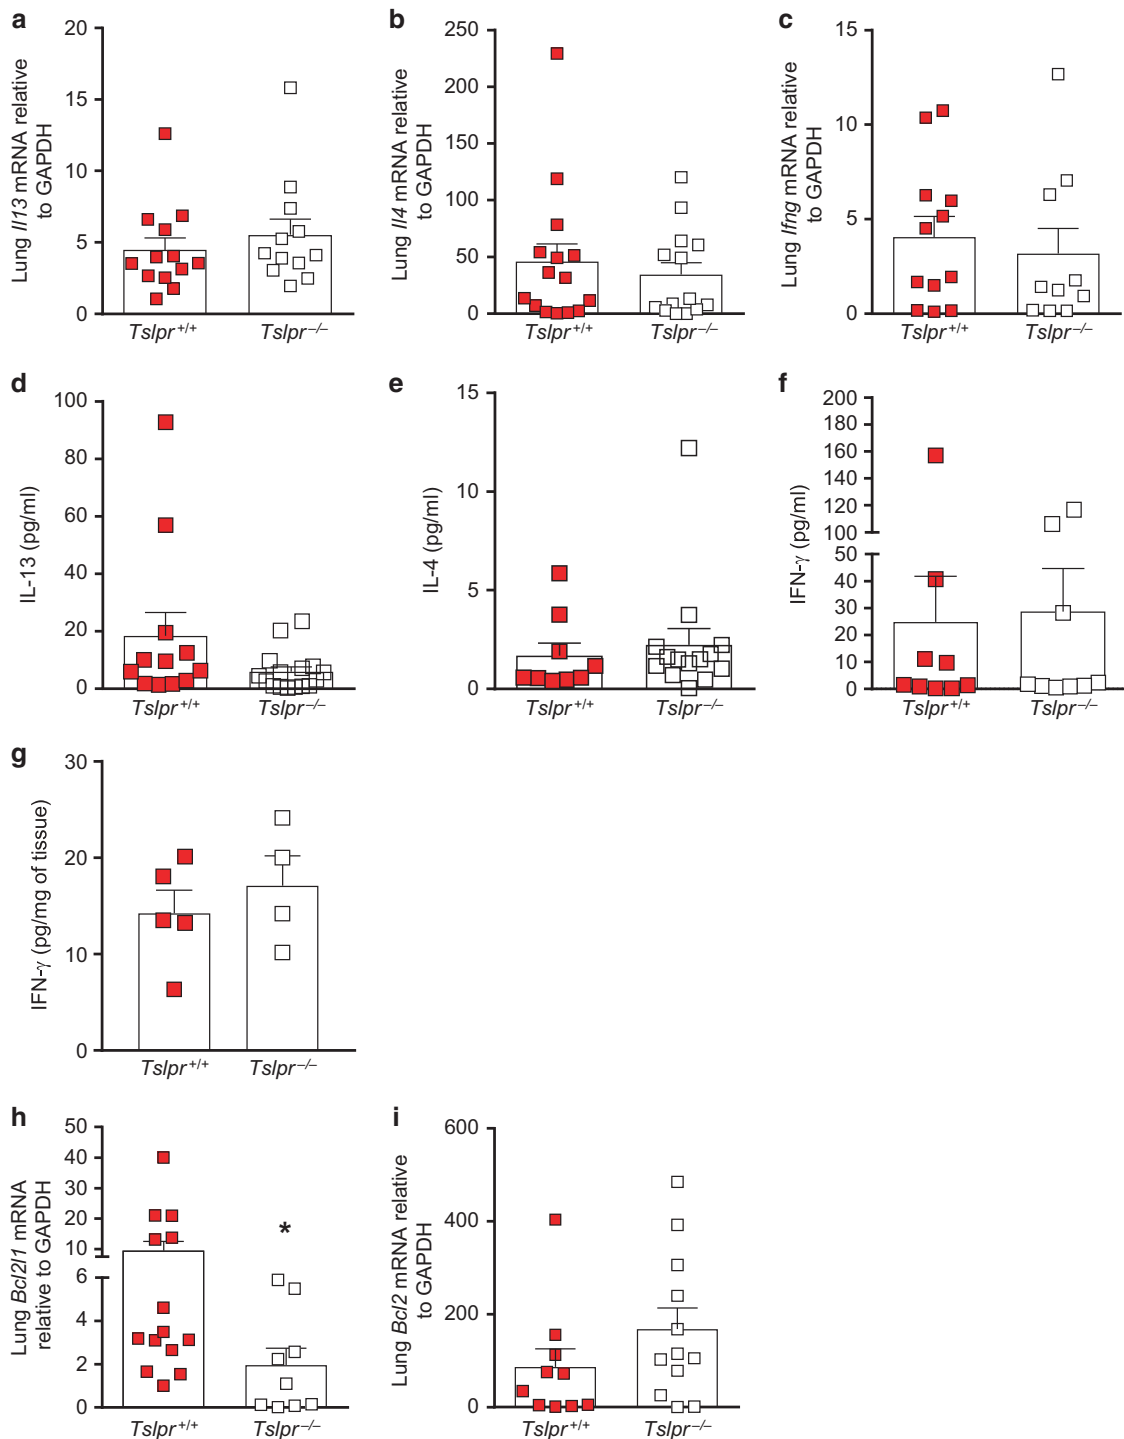 a
Lung Il13 mRNA relative
to GAPDH
20
15
10
5
0
Tslpr+/+ Tslpr−/−
b
Lung Il4 mRNA relative
to GAPDH
250
200
150
100
50
0
Tslpr+/+ Tslpr−/−
c
Lung Ifng mRNA relative
to GAPDH
15
10
5
0
Tslpr+/+ Tslpr−/−
d
IL-13 (pg/ml)
100
80
60
40
20
0
Tslpr+/+ Tslpr−/−
e
IL-4 (pg/ml)
15
10
5
0
Tslpr+/+ Tslpr−/−
f
IFN-γ (pg/ml)
200
180
160
140
120
100
50
40
30
20
10
0
Tslpr+/+ Tslpr−/−
g
IFN-γ (pg/mg of tissue)
30
20
10
0
Tslpr+/+ Tslpr−/−
h
Lung Bcl2l1 mRNA
relative to GAPDH
50
40
30
20
10
6
4
2
0
*
Tslpr+/+ Tslpr−/−
i
Lung Bcl2 mRNA relative
to GAPDH
600
400
200
0
Tslpr+/+ Tslpr−/−